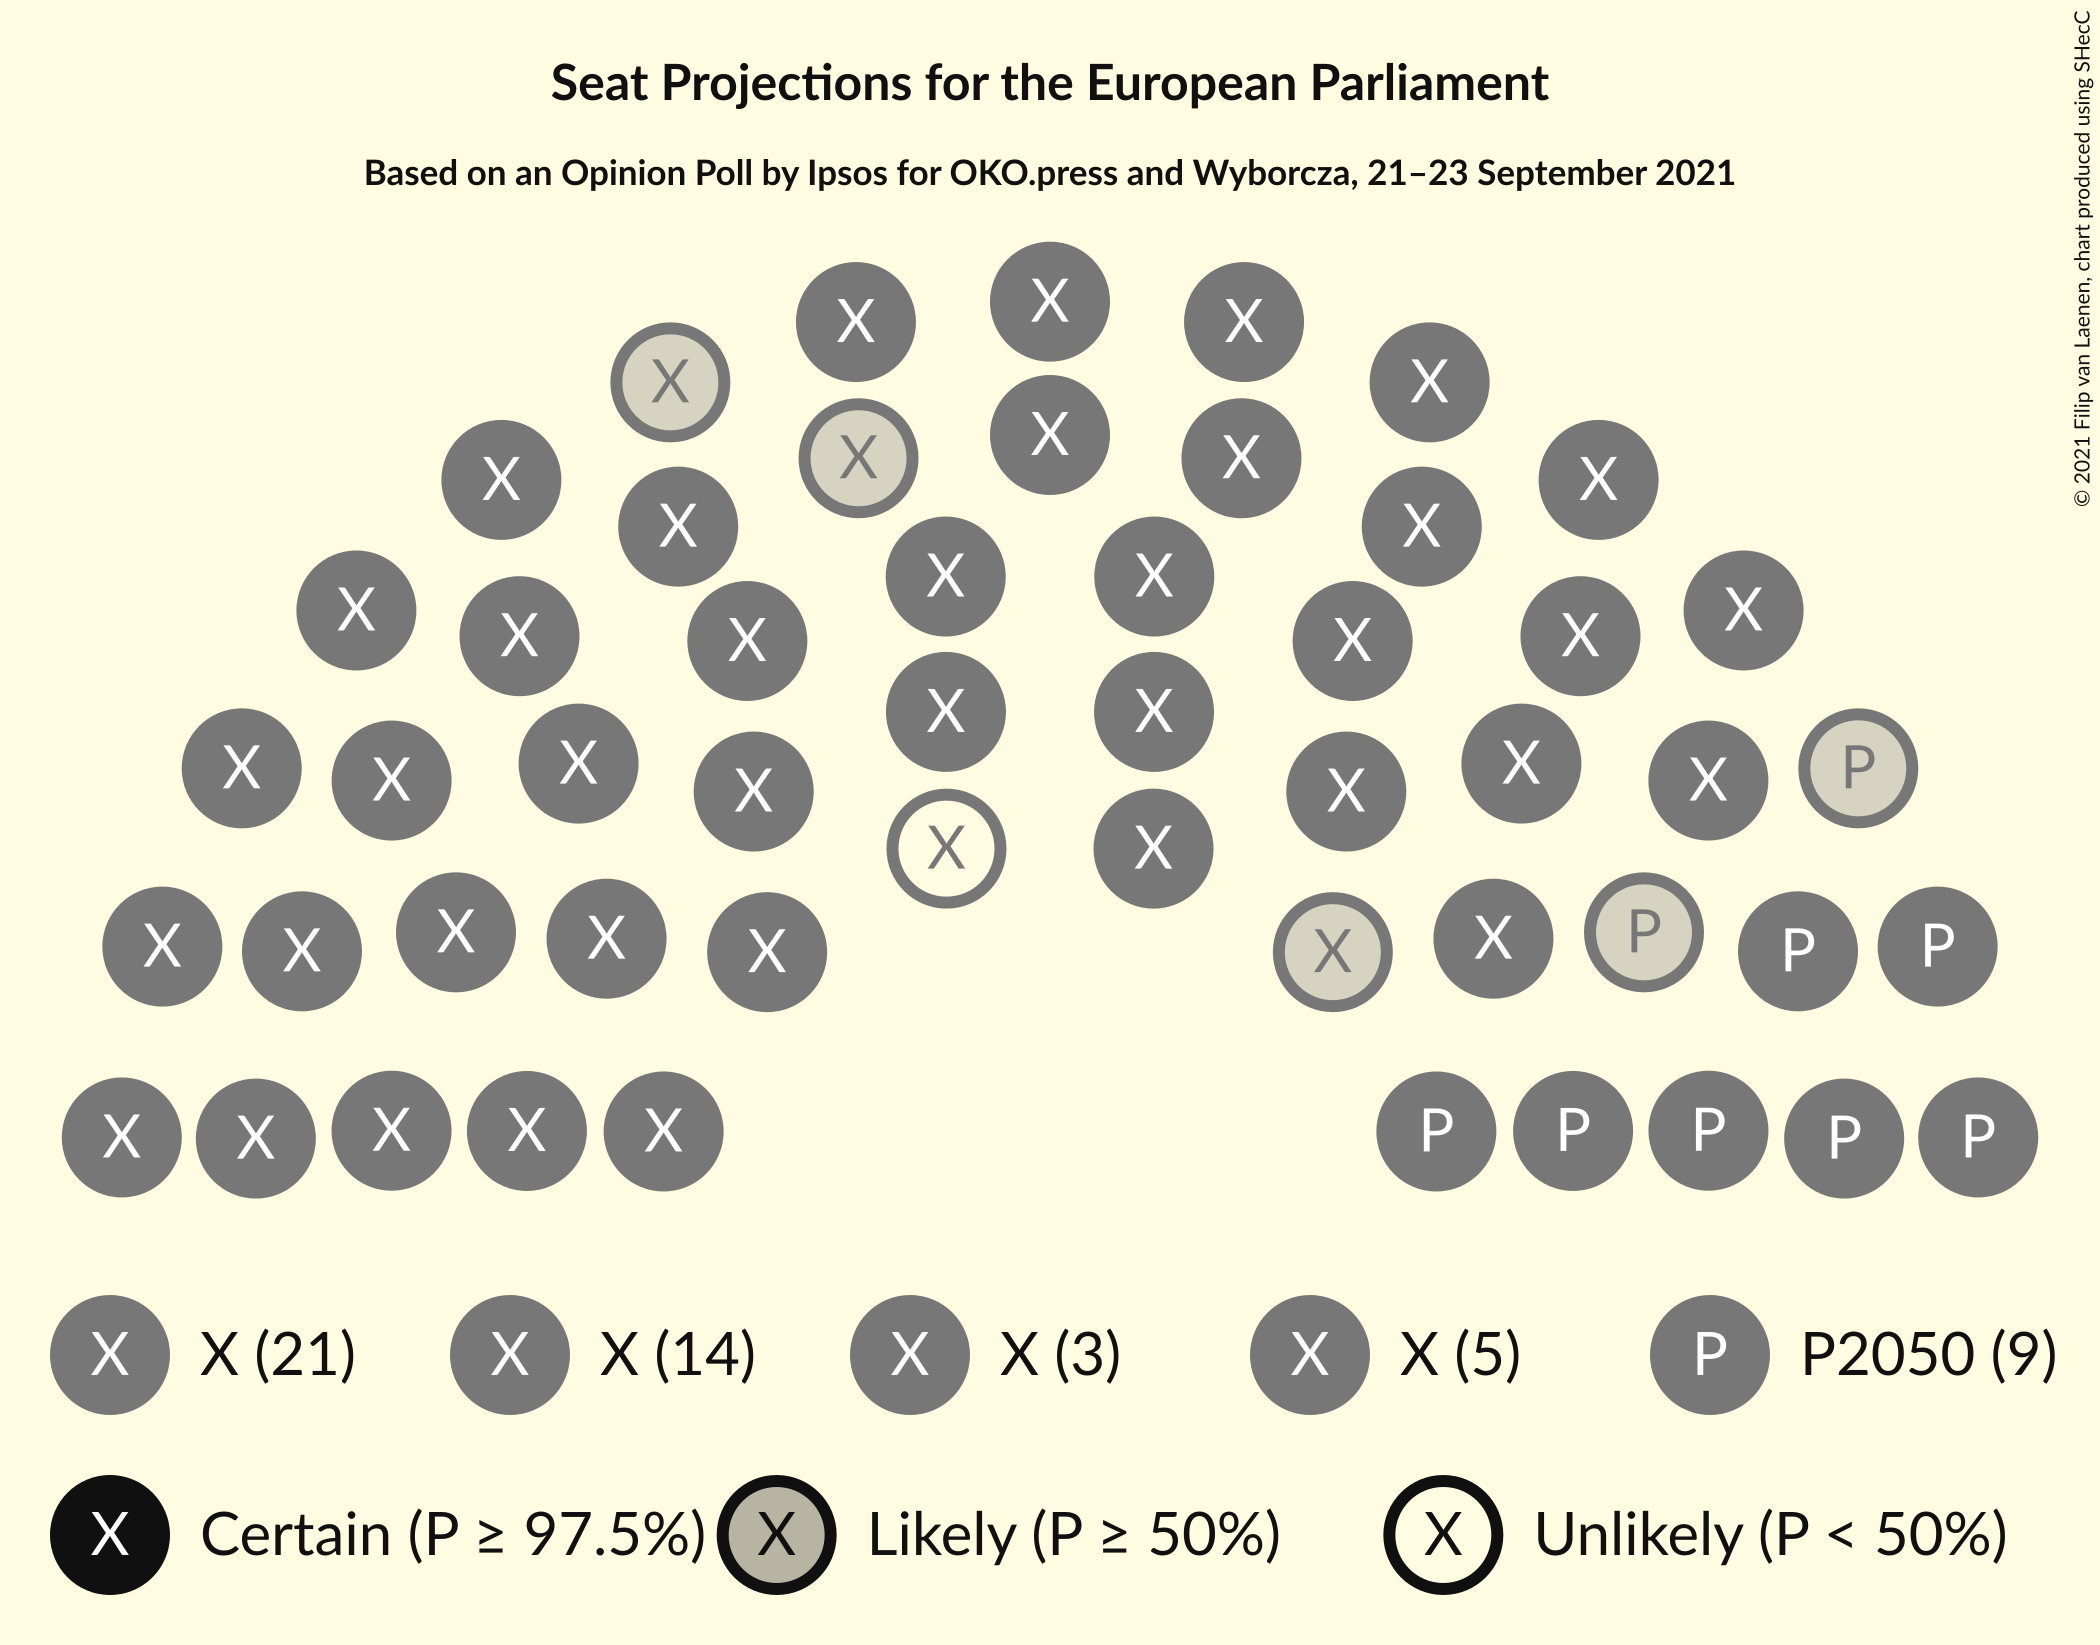 Seat Projections for the European Parliament
Based on an Opinion Poll by Ipsos for OKO.press and Wyborcza, 21–23 September 2021
© 2021 Filip van Laenen, chart produced using SHecC
X X X
X X
X X X
X X
X X
X X
X X
X X
X X X X
X X
X X
X X X P
X X
X X
X X X P
X X X X X
X X P P P
X X X X X
P P P P P
X X (21) X X (14) X X (3) X X (5) P P2050 (9)
X Certain (P ≥ 97.5%) X Likely (P ≥ 50%) X Unlikely (P < 50%)